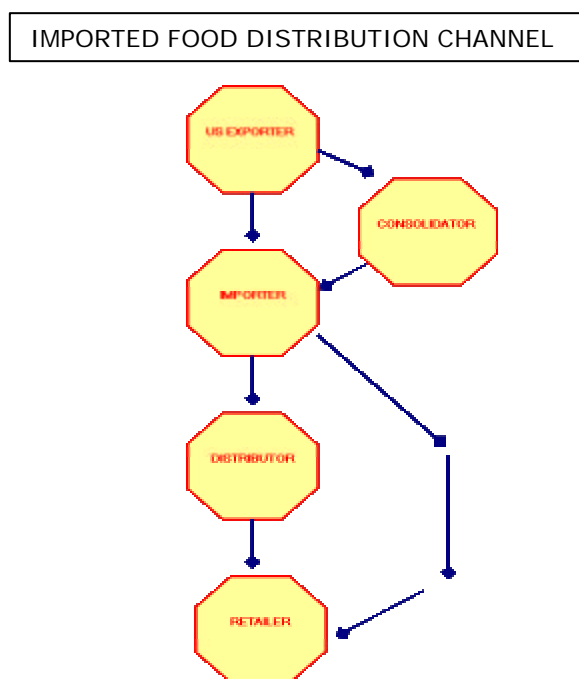 IMPORTED FOOD DISTRIBUTION CHANNEL
US EXPORTER
CONSOLIDATOR
IMPORTER
DISTRIBUTOR
RETAILER